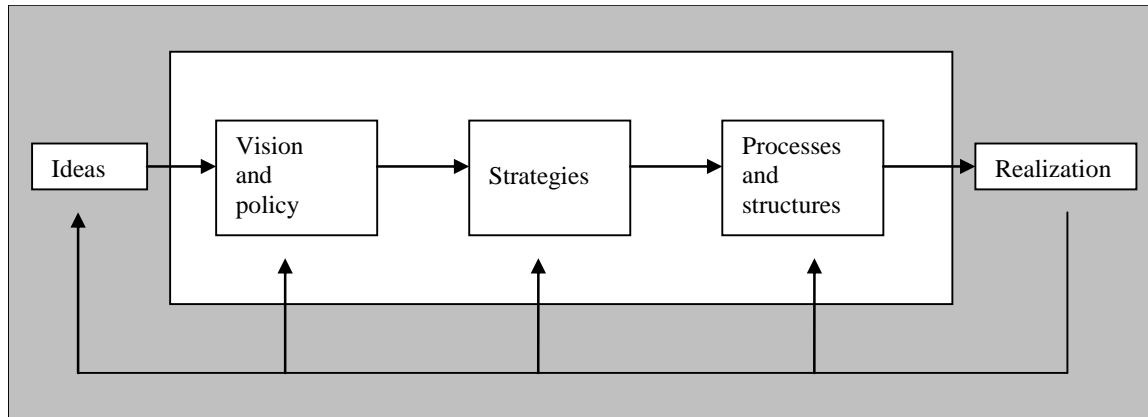 Ideas
Vision
and
policy
Strategies
Processes
and
structures
Realization